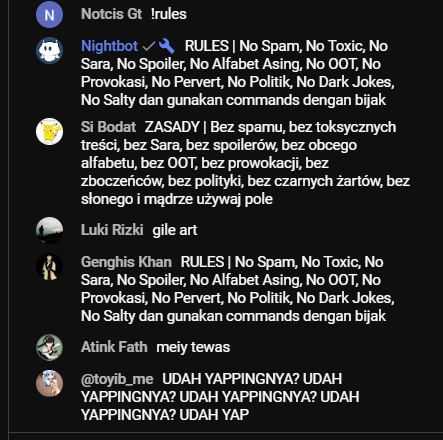 Notcis Gt !rules
Nightbot RULES | No Spam, No Toxic, No
Sara, No Spoiler, No Alfabet Asing, No OOT, No
Provokasi, No Pervert, No Politik, No Dark Jokes,
No Salty dan gunakan commands dengan bijak
Si Bodat ZASADY | Bez spamu, bez toksycznych
treści, bez Sara, bez spoilerów, bez obcego
alfabetu, bez OOT, bez prowokacji, bez
zboczeńców, bez polityki, bez czarnych żartów, bez
słonego i mądrze używaj pole
Luki Rizki gile art
Genghis Khan RULES | No Spam, No Toxic, No
Sara, No Spoiler, No Alfabet Asing, No OOT, No
Provokasi, No Pervert, No Politik, No Dark Jokes,
No Salty dan gunakan commands dengan bijak
Atink Fath meiy tewas
@toyib_me UDAH YAPPINGNYA? UDAH
YAPPINGNYA? UDAH YAPPINGNYA? UDAH
YAPPINGNYA? UDAH YAP